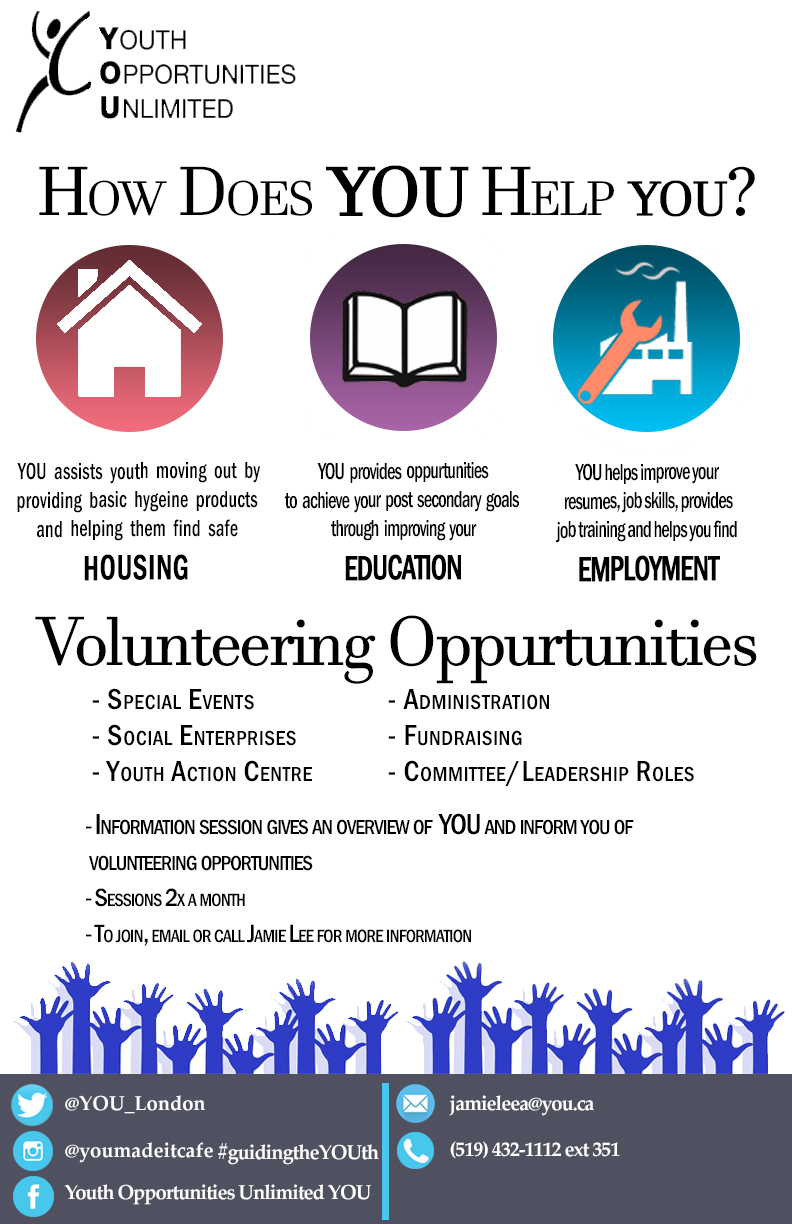 YOUTH
OPPORTUNITIES
UNLIMITED
HOW DOES YOU HELP YOU?
YOU assists youth moving out by
providing basic hygeine products
and helping them find safe
HOUSING
YOU provides oppurtunities
to achieve your post secondary goals
through improving your
EDUCATION
YOU helps improve your
resumes, job skills, provides
job training and helps you find
EMPLOYMENT
Volunteering Oppurtunities
- SPECIAL EVENTS
- SOCIAL ENTERPRISES
- YOUTH ACTION CENTRE
- ADMINISTRATION
- FUNDRAISING
- COMMITTEE/LEADERSHIP ROLES
- INFORMATION SESSION GIVES AN OVERVIEW OF YOU AND INFORM YOU OF
VOLUNTEERING OPPORTUNITIES
- SESSIONS 2X A MONTH
- TO JOIN, EMAIL OR CALL JAMIE LEE FOR MORE INFORMATION
@YOU_London
@youmadeitcafe #guidingtheYOUth
Youth Opportunities Unlimited YOU
jamieleea@you.ca
(519) 432-1112 ext 351